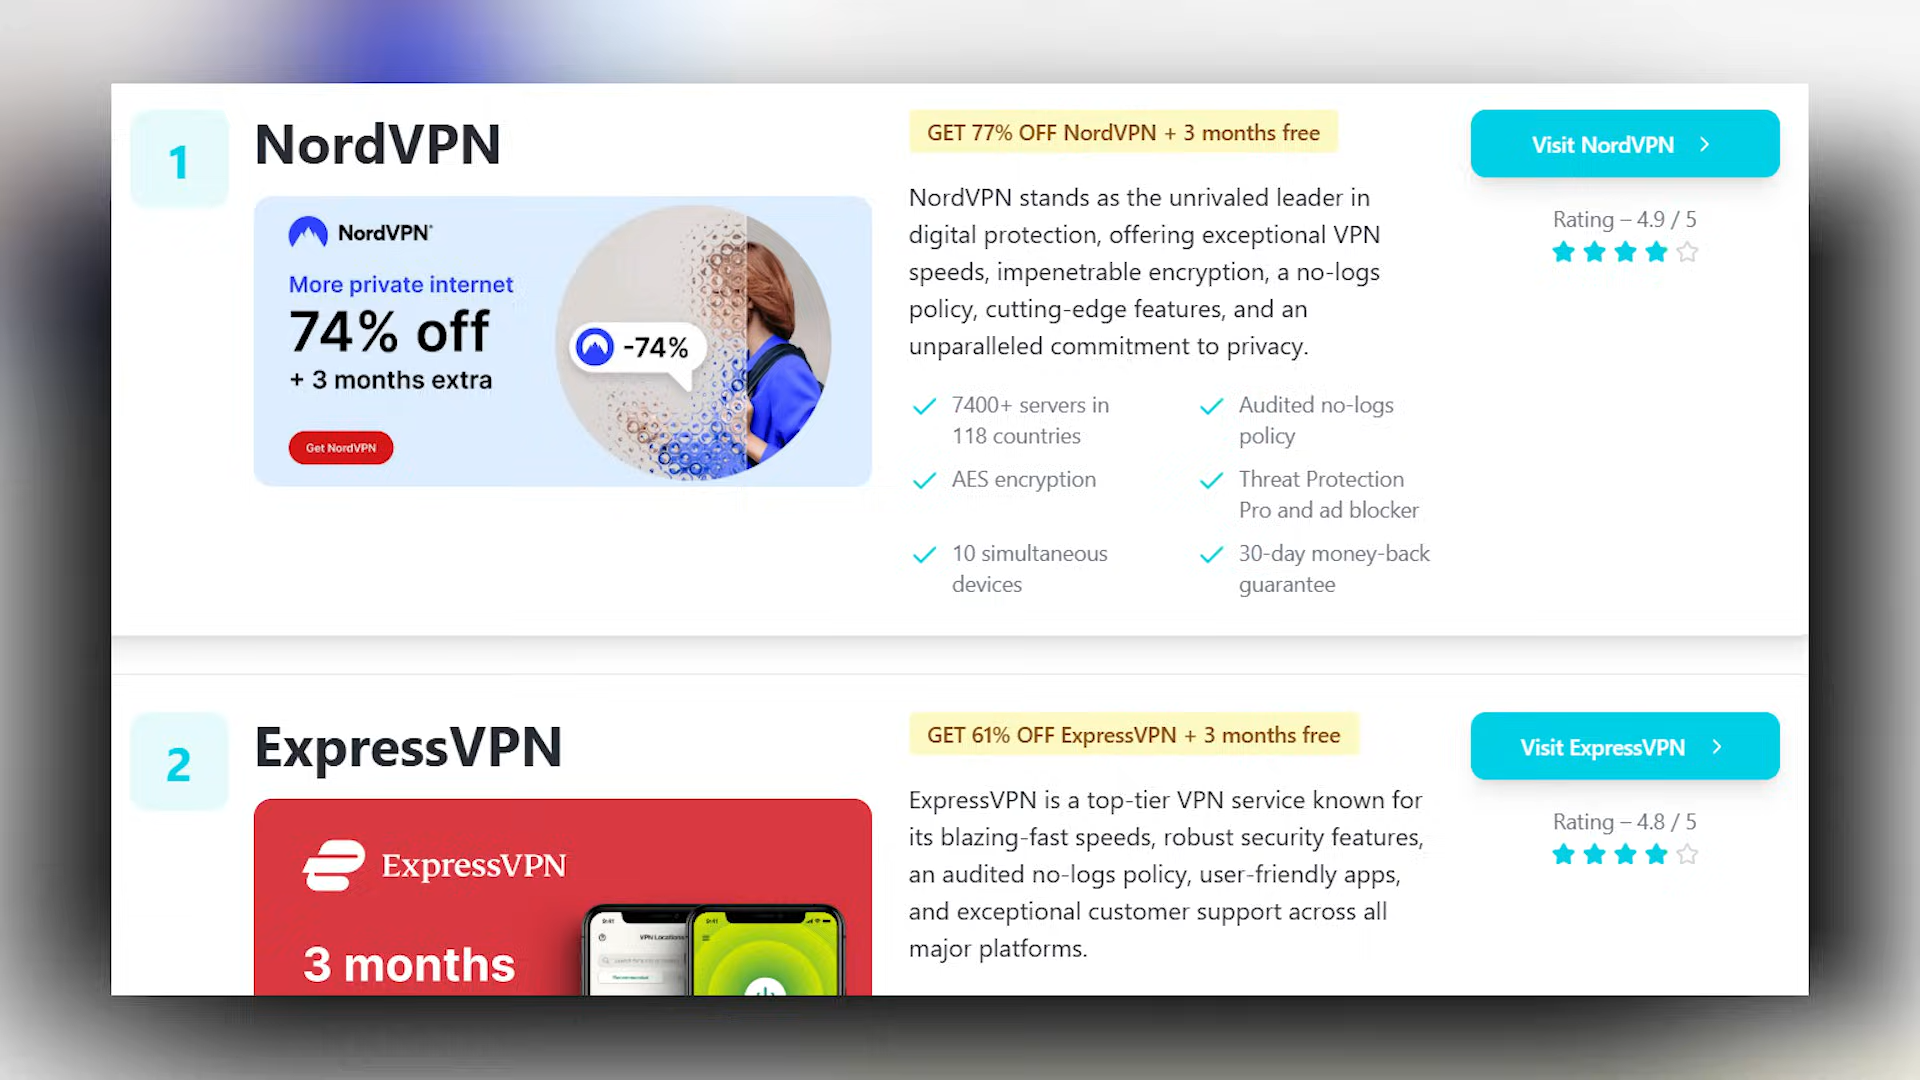 1
NordVPN
NordVPN®
More private internet
74% off
+ 3 months extra
-74%
Get NordVPN
GET 77% OFF NordVPN + 3 months free
NordVPN stands as the unrivaled leader in
digital protection, offering exceptional VPN
speeds, impenetrable encryption, a no-logs
policy, cutting-edge features, and an
unparalleled commitment to privacy.
7400+ servers in
118 countries
Audited no-logs
policy
AES encryption
Threat Protection
Pro and ad blocker
10 simultaneous
devices
30-day money-back
guarantee
Visit NordVPN
Rating – 4.9 / 5
2
ExpressVPN
ExpressVPN
3 months
9:41
VPN Locations
9:41
GET 61% OFF ExpressVPN + 3 months free
ExpressVPN is a top-tier VPN service known for
its blazing-fast speeds, robust security features,
an audited no-logs policy, user-friendly apps,
and exceptional customer support across all
major platforms.
Visit ExpressVPN
Rating – 4.8 / 5